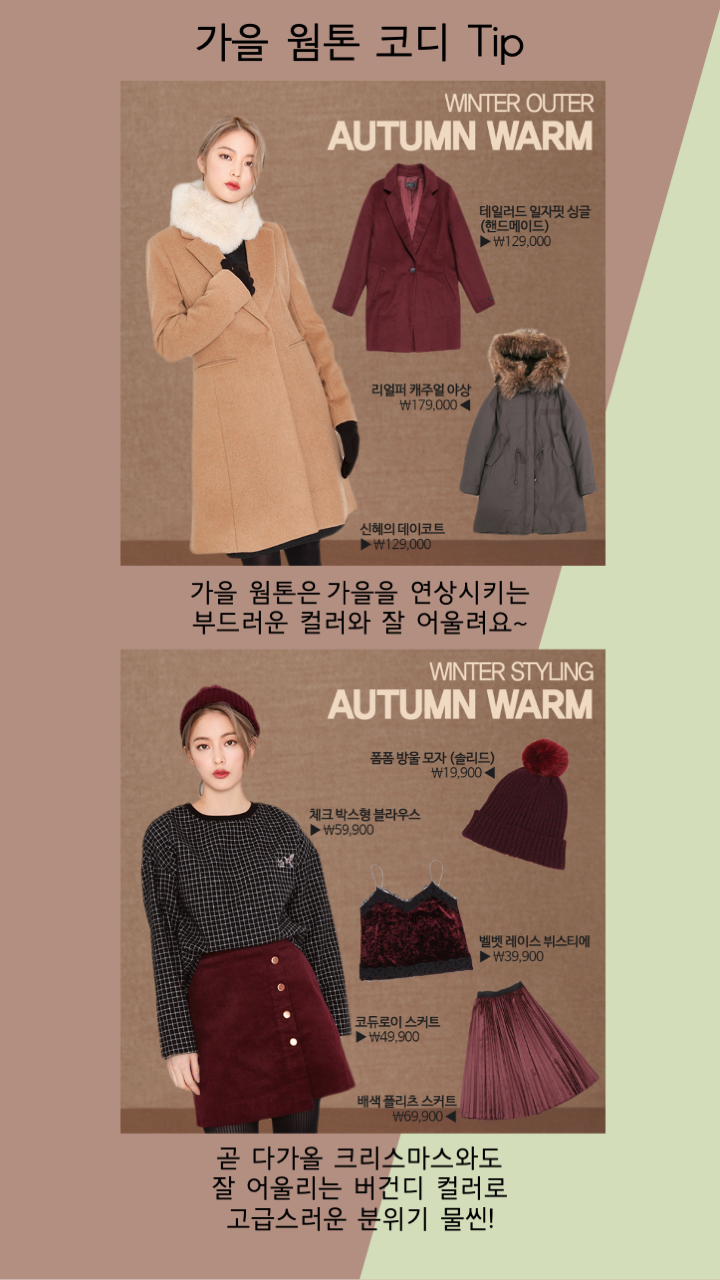 가을 웜톤 코디 Tip
WINTER OUTER
AUTUMN WARM
테일러드 일자핏 싱글
(핸드메이드)
▶ ₩129,000
리얼퍼 캐주얼 야상
₩179,000 ◀
신혜의 데이코트
▶ ₩129,000
가을 웜톤은 가을을 연상시키는
부드러운 컬러와 잘 어울려요~
WINTER STYLING
AUTUMN WARM
폼폼 방울 모자 (솔리드)
₩19,900 ◀
체크 박스형 블라우스
▶ ₩59,900
벨벳 레이스 뷔스티에
▶ ₩39,900
코듀로이 스커트
▶ ₩49,900
배색 플리츠 스커트
₩69,900 ◀
곧 다가올 크리스마스와도
잘 어울리는 버건디 컬러로
고급스러운 분위기 물씬!